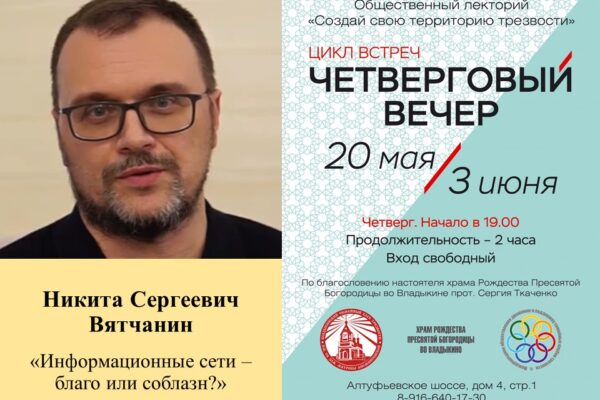 Никита Сергеевич
Вятчанин
«Информационные сети –
благо или соблазн?»
Общественный лекторий
«Создай свою территорию трезвости»
ЦИКЛ ВСТРЕЧ
ЧЕТВЕРГОВЫЙ
ВЕЧЕР
20 мая
3 июня
Четверг. Начало в 19.00
Продолжительность – 2 часа
Вход свободный
По благословению настоятеля храма Рождества Пресвятой
Богородицы во Владыкине прот. Сергия Ткаченко
ХРАМ РОЖДЕСТВА
ПРЕСВЯТОЙ БОГОРОДИЦЫ
ВО ВЛАДЫКИНО
Алтуфьевское шоссе, дом 4, стр.1
8-916-640-17-30